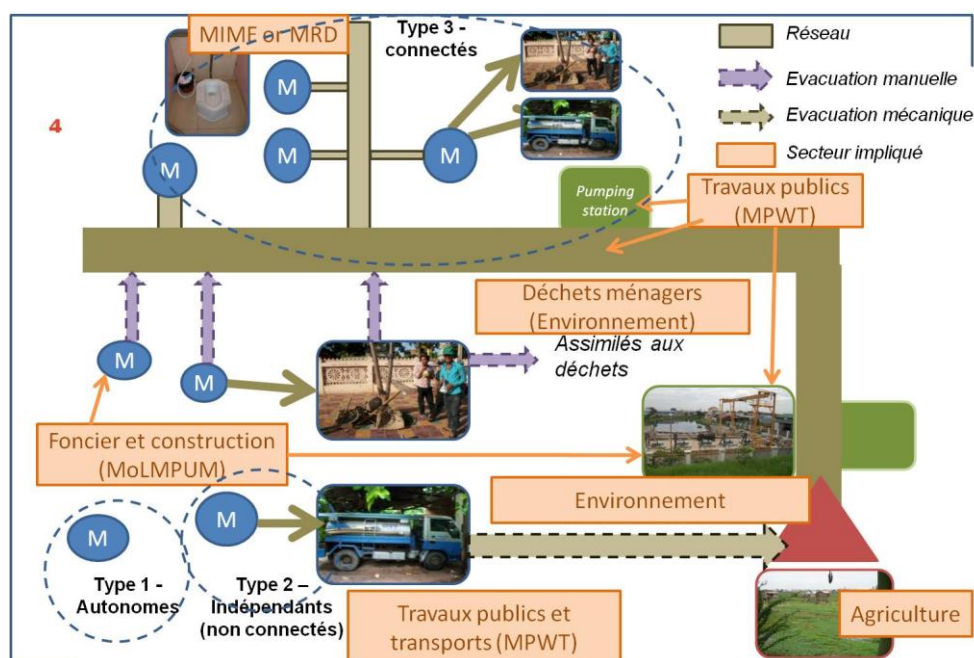 MIME or MRD
Type 3 -
connectés
Réseau
Evacuation manuelle
Evacuation mécanique
Secteur impliqué
4
M
M
M
M
Pumping
station
Travaux publics
(MPWT)
Déchets ménagers
(Environnement)
Assimilés aux
déchets
M
M
Foncier et construction
(MoLMPUM)
Environnement
M
M
Type 1 -
Autonomes
Type 2 –
Indépendants
(non connectés)
Travaux publics et
transports (MPWT)
Agriculture